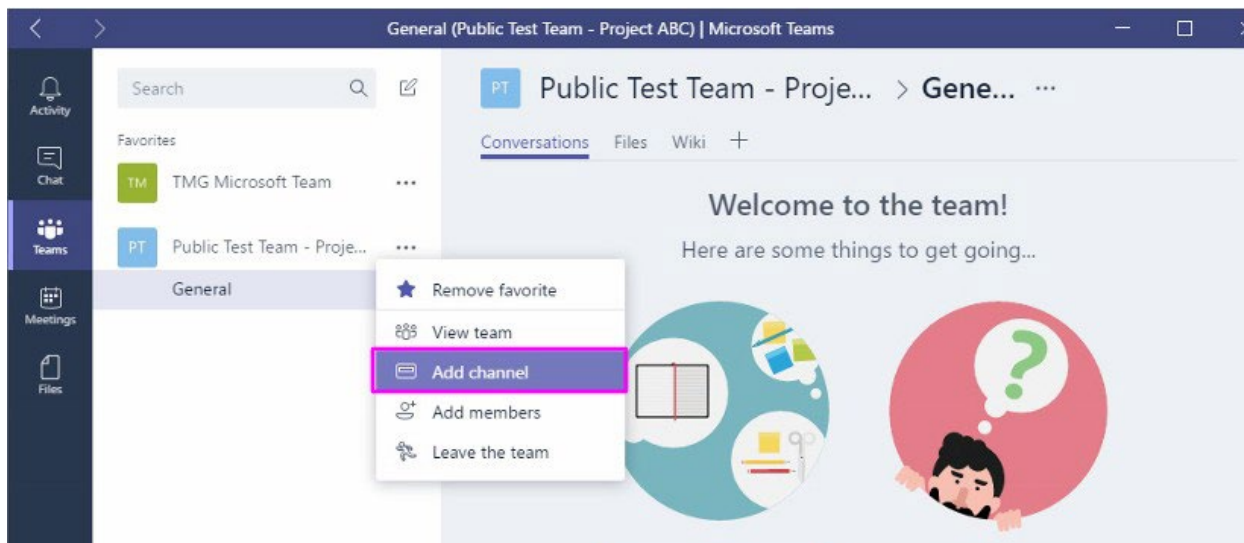 General (Public Test Team - Project ABC) | Microsoft Teams
Activity
Chat
Teams
Meetings
Files
Search
Favorites
TM TMG Microsoft Team
PT Public Test Team - Proje...
General
Remove favorite
View team
Add channel
Add members
Leave the team
PT Public Test Team - Proje... > Gene... ...
Conversations Files Wiki +
Welcome to the team!
Here are some things to get going...
?